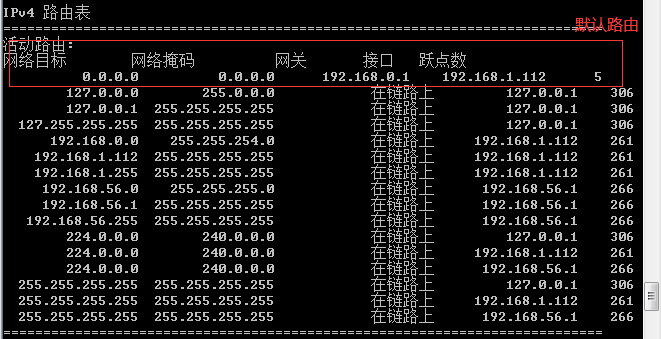 IPv4 路由表
===========================================================================
默认路由
活动路由:
网络目标 网络掩码 网关 接口 跃点数
0.0.0.0 0.0.0.0 192.168.0.1 192.168.1.112 5
127.0.0.0 255.0.0.0 在链路上 127.0.0.1 306
127.0.0.1 255.255.255.255 在链路上 127.0.0.1 306
127.255.255.255 255.255.255.255 在链路上 127.0.0.1 306
192.168.0.0 255.255.254.0 在链路上 192.168.1.112 261
192.168.1.112 255.255.255.255 在链路上 192.168.1.112 261
192.168.1.255 255.255.255.255 在链路上 192.168.1.112 261
192.168.56.0 255.255.255.0 在链路上 192.168.56.1 266
192.168.56.1 255.255.255.255 在链路上 192.168.56.1 266
192.168.56.255 255.255.255.255 在链路上 192.168.56.1 266
224.0.0.0 240.0.0.0 在链路上 127.0.0.1 306
224.0.0.0 240.0.0.0 在链路上 192.168.1.112 261
224.0.0.0 240.0.0.0 在链路上 192.168.56.1 266
255.255.255.255 255.255.255.255 在链路上 127.0.0.1 306
255.255.255.255 255.255.255.255 在链路上 192.168.1.112 261
255.255.255.255 255.255.255.255 在链路上 192.168.56.1 266
===========================================================================